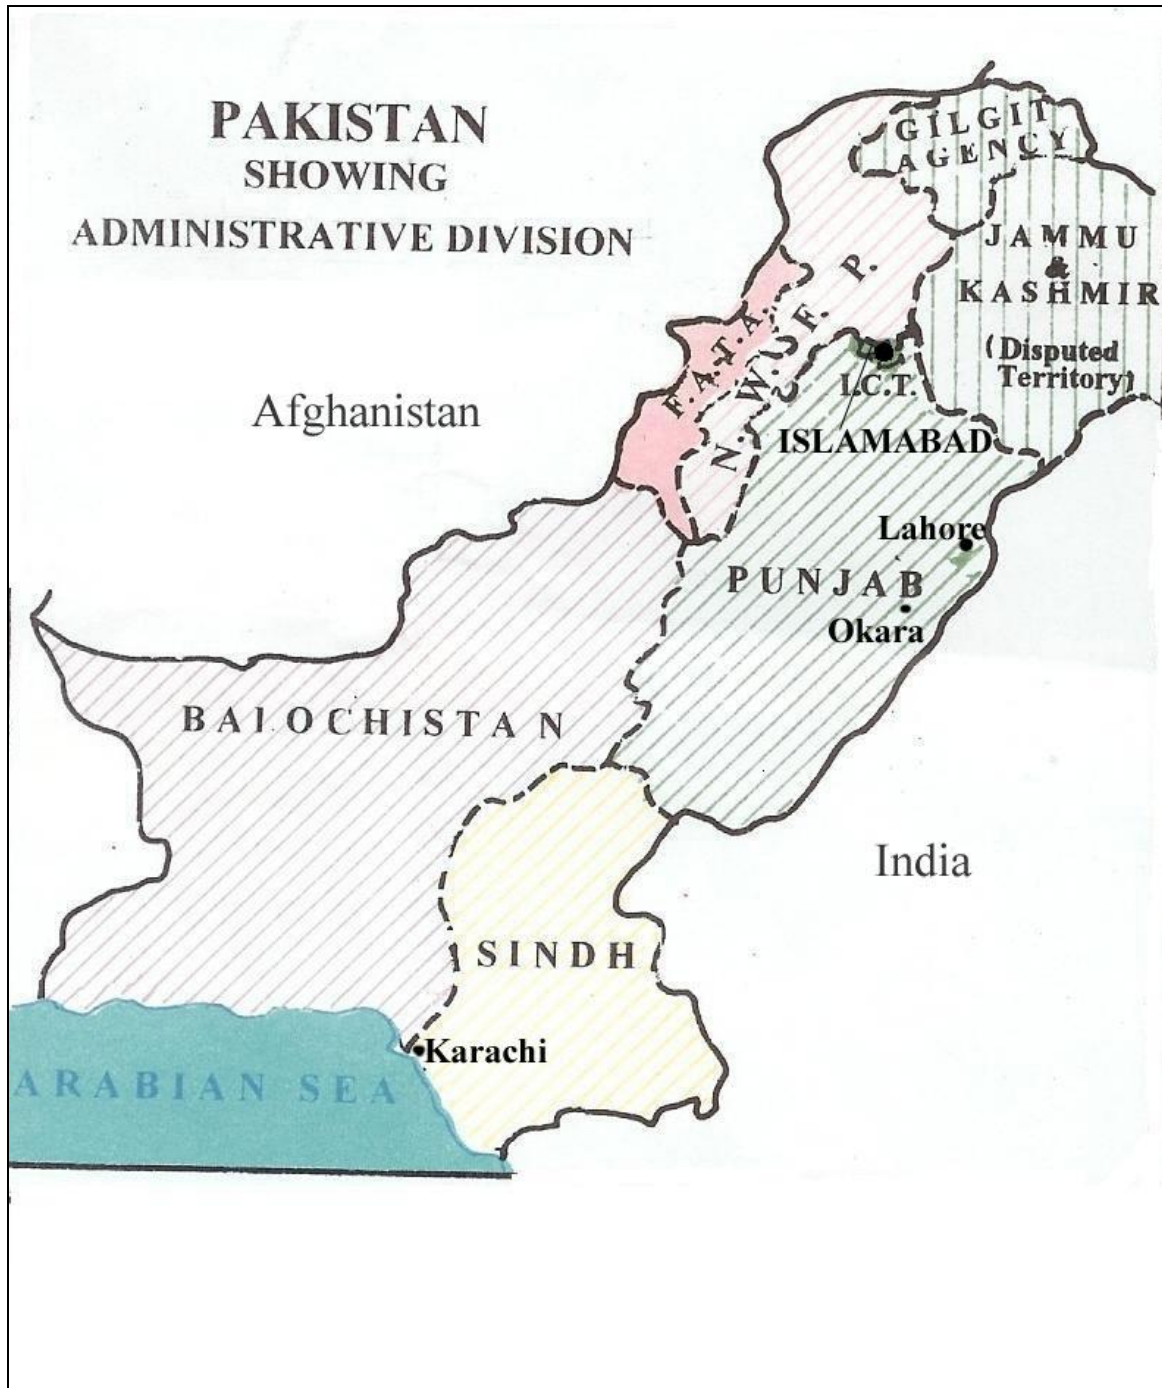 PAKISTAN
SHOWING
ADMINISTRATIVE DIVISION
GILGIT
AGENCY
JAMMU
&
KASHMIR
(Disputed
Territory)
N. W. F. P.
F. A. T. A.
Afghanistan
I.C.T.
ISLAMABAD
Lahore
PUNJAB
Okara
BALOCHISTAN
India
SINDH
Karachi
ARABIAN SEA